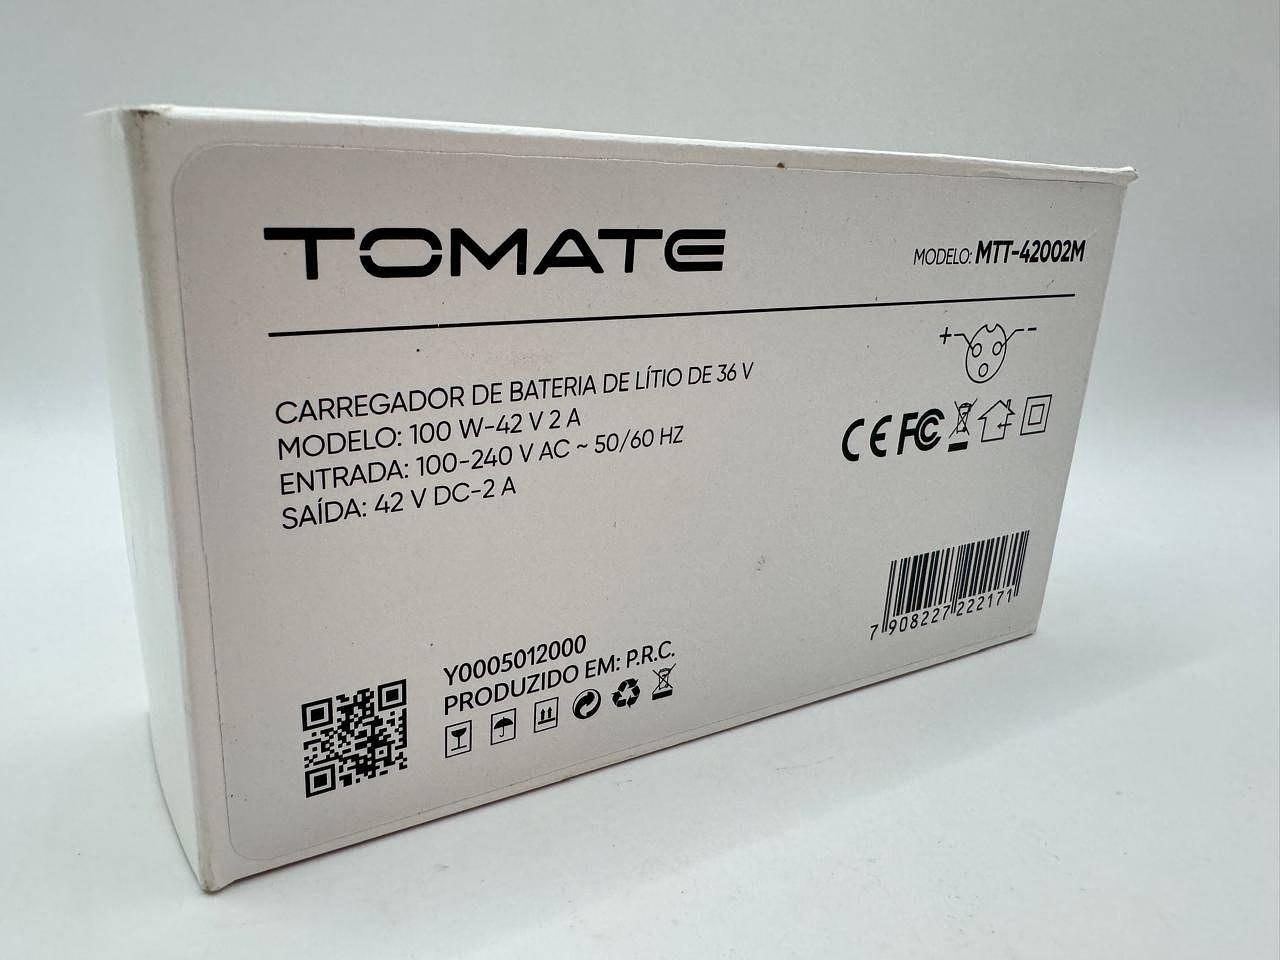 TOMATE
MODELO: MTT-42002M
+ -
CARREGADOR DE BATERIA DE LÍTIO DE 36 V
MODELO: 100 W-42 V 2 A
ENTRADA: 100-240 V AC ~ 50/60 HZ
SAÍDA: 42 V DC-2 A
CE FC
7 908227 222171
Y0005012000
PRODUZIDO EM: P.R.C.